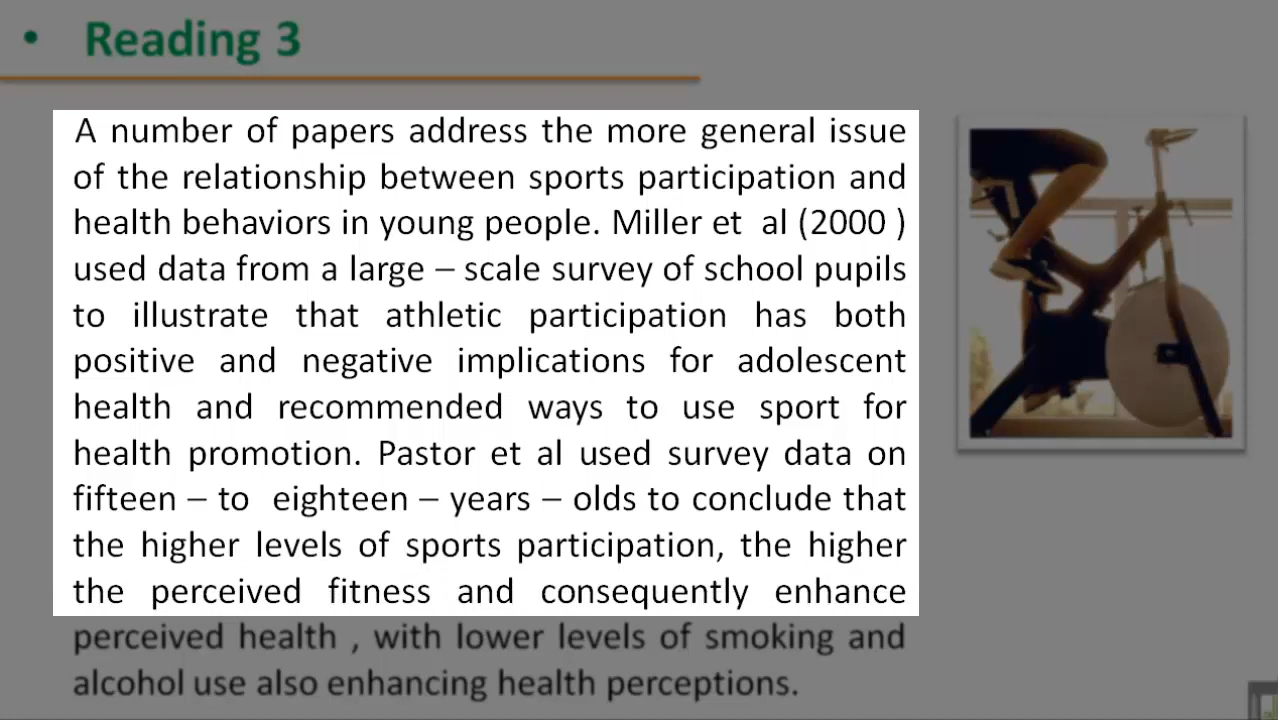 • Reading 3
A number of papers address the more general issue
of the relationship between sports participation and
health behaviors in young people. Miller et al (2000 )
used data from a large – scale survey of school pupils
to illustrate that athletic participation has both
positive and negative implications for adolescent
health and recommended ways to use sport for
health promotion. Pastor et al used survey data on
fifteen – to eighteen – years – olds to conclude that
the higher levels of sports participation, the higher
the perceived fitness and consequently enhance
perceived health , with lower levels of smoking and
alcohol use also enhancing health perceptions.